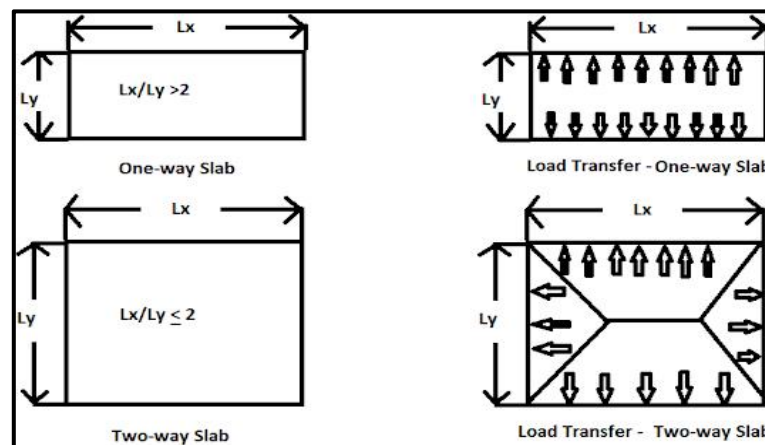 Lx
Ly
Lx/Ly >2
One-way Slab
Lx
Ly
Load Transfer - One-way Slab
Lx
Ly
Lx/Ly ≤ 2
Two-way Slab
Lx
Ly
Load Transfer - Two-way Slab